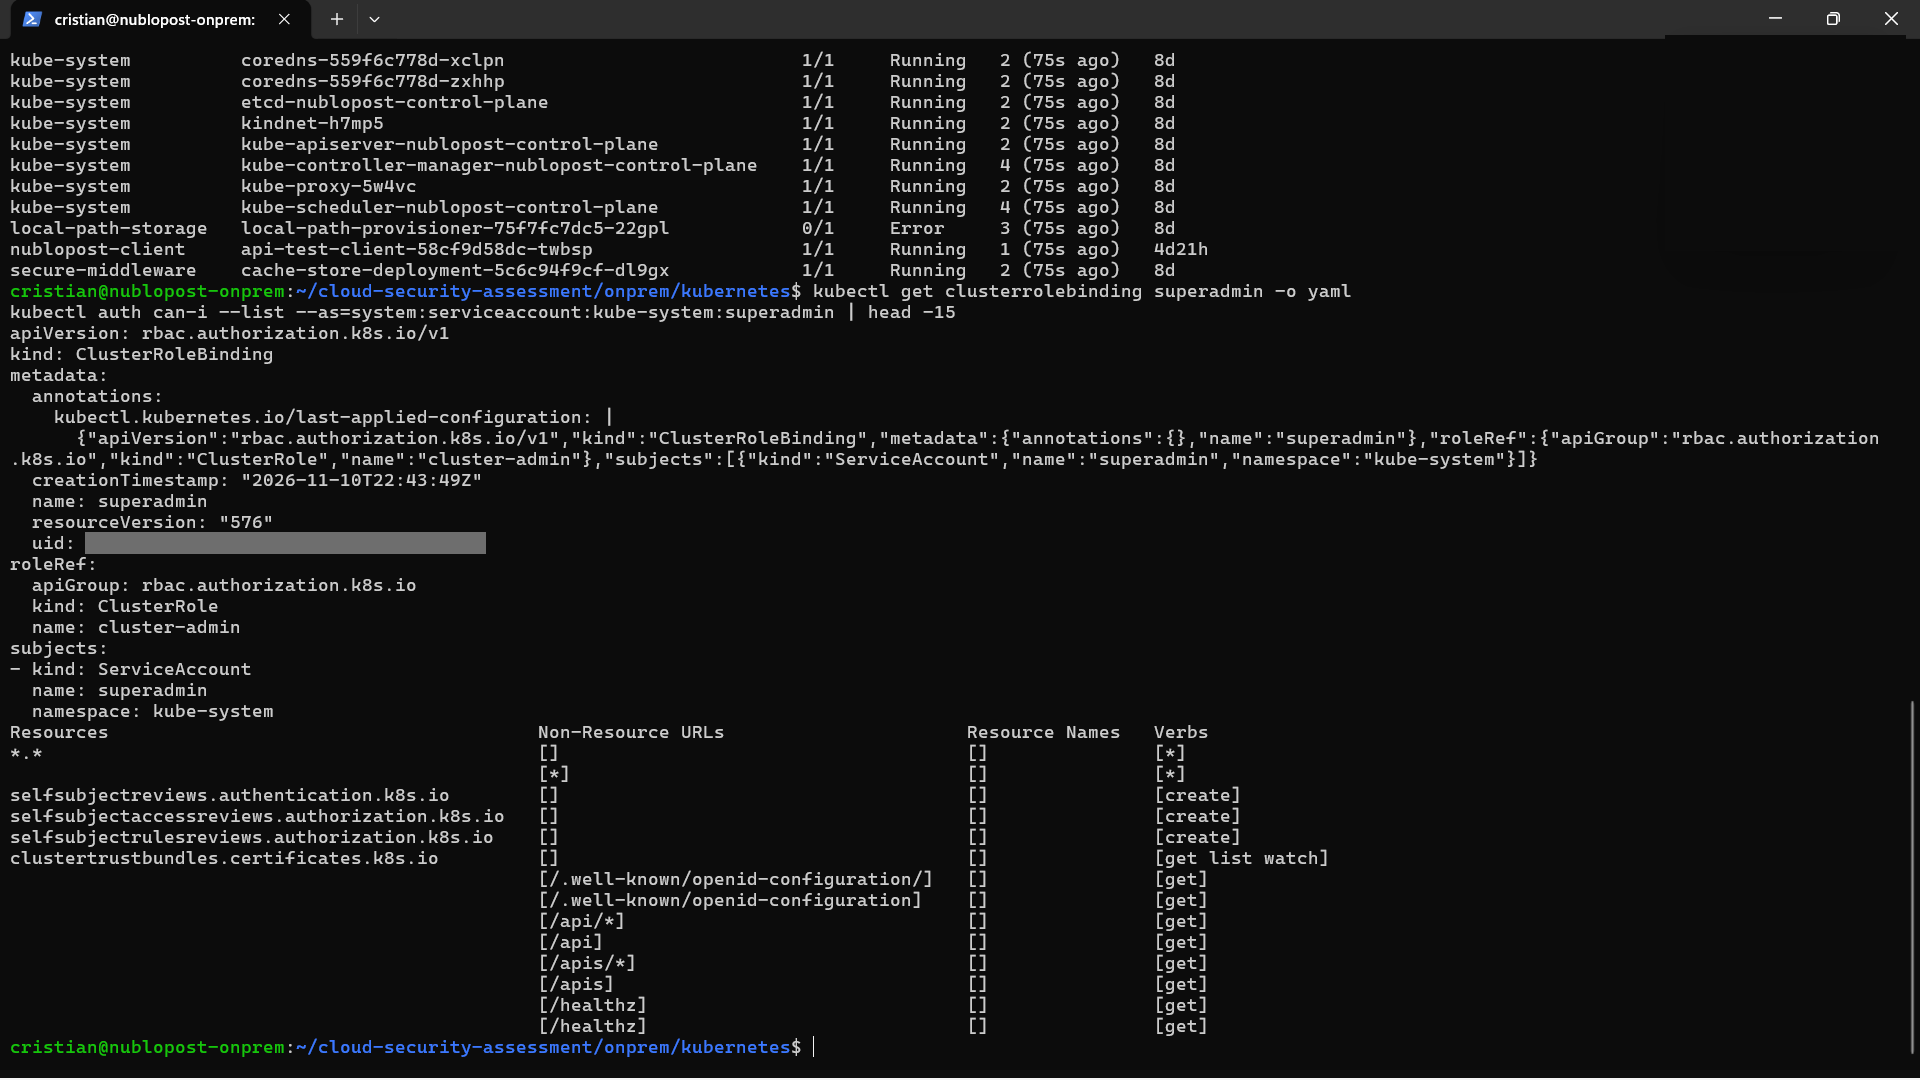 cristian@nublopost-onprem:
kube-system          coredns-559f6c778d-xclpn                           1/1     Running   2 (75s ago)   8d
kube-system          coredns-559f6c778d-zxhhp                           1/1     Running   2 (75s ago)   8d
kube-system          etcd-nublopost-control-plane                       1/1     Running   2 (75s ago)   8d
kube-system          kindnet-h7mp5                                      1/1     Running   2 (75s ago)   8d
kube-system          kube-apiserver-nublopost-control-plane             1/1     Running   2 (75s ago)   8d
kube-system          kube-controller-manager-nublopost-control-plane    1/1     Running   4 (75s ago)   8d
kube-system          kube-proxy-5w4vc                                   1/1     Running   2 (75s ago)   8d
kube-system          kube-scheduler-nublopost-control-plane             1/1     Running   4 (75s ago)   8d
local-path-storage   local-path-provisioner-75f7fc7dc5-22gpl            0/1     Error     3 (75s ago)   8d
nublopost-client     api-test-client-58cf9d58dc-twbsp                   1/1     Running   1 (75s ago)   4d21h
secure-middleware    cache-store-deployment-5c6c94f9cf-dl9gx            1/1     Running   2 (75s ago)   8d
cristian@nublopost-onprem:~/cloud-security-assessment/onprem/kubernetes$ kubectl get clusterrolebinding superadmin -o yaml
kubectl auth can-i --list --as=system:serviceaccount:kube-system:superadmin | head -15
apiVersion: rbac.authorization.k8s.io/v1
kind: ClusterRoleBinding
metadata:
  annotations:
    kubectl.kubernetes.io/last-applied-configuration: |
      {"apiVersion":"rbac.authorization.k8s.io/v1","kind":"ClusterRoleBinding","metadata":{"annotations":{},"name":"superadmin"},"roleRef":{"apiGroup":"rbac.authorization
.k8s.io","kind":"ClusterRole","name":"cluster-admin"},"subjects":[{"kind":"ServiceAccount","name":"superadmin","namespace":"kube-system"}]}
  creationTimestamp: "2026-11-10T22:43:49Z"
  name: superadmin
  resourceVersion: "576"
  uid:
roleRef:
  apiGroup: rbac.authorization.k8s.io
  kind: ClusterRole
  name: cluster-admin
subjects:
- kind: ServiceAccount
  name: superadmin
  namespace: kube-system
Resources                                       Non-Resource URLs                      Resource Names   Verbs
*.*                                             []                                     []               [*]
                                                [*]                                    []               [*]
selfsubjectreviews.authentication.k8s.io        []                                     []               [create]
selfsubjectaccessreviews.authorization.k8s.io   []                                     []               [create]
selfsubjectrulesreviews.authorization.k8s.io    []                                     []               [create]
clustertrustbundles.certificates.k8s.io         []                                     []               [get list watch]
                                                [/.well-known/openid-configuration/]   []               [get]
                                                [/.well-known/openid-configuration]    []               [get]
                                                [/api/*]                               []               [get]
                                                [/api]                                 []               [get]
                                                [/apis/*]                              []               [get]
                                                [/apis]                                []               [get]
                                                [/healthz]                             []               [get]
                                                [/healthz]                             []               [get]
cristian@nublopost-onprem:~/cloud-security-assessment/onprem/kubernetes$